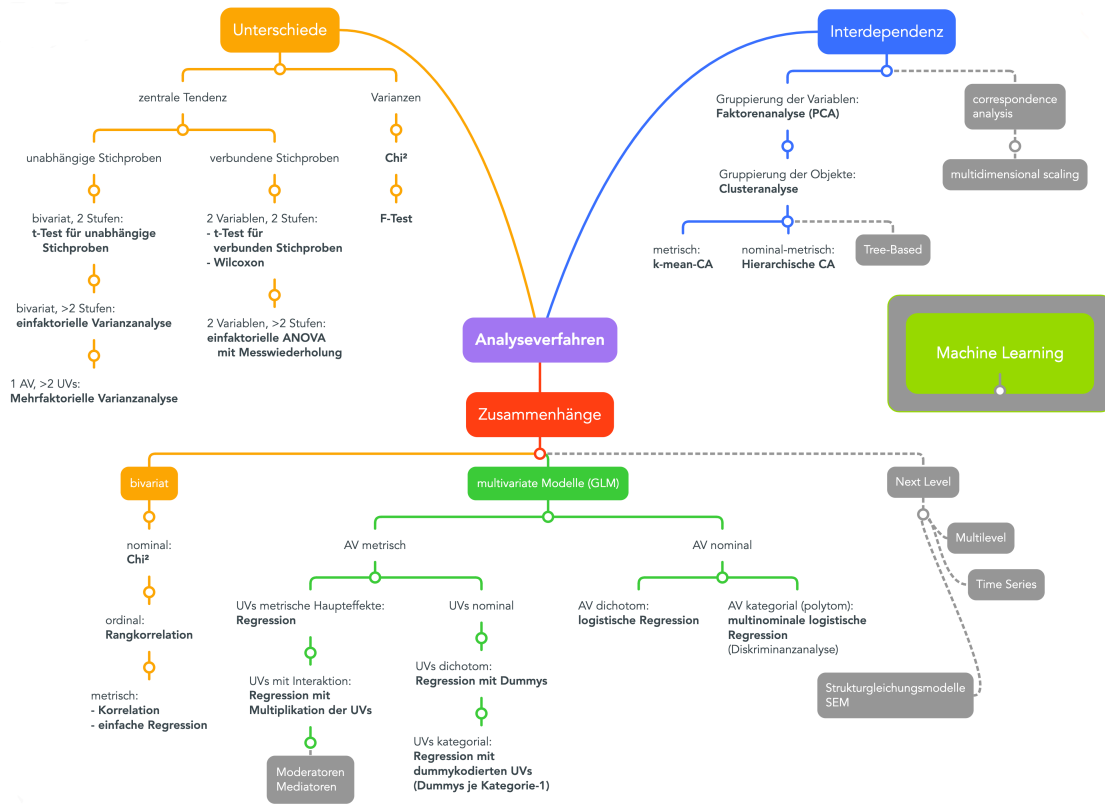 Unterschiede
zentrale Tendenz
Varianzen
unabhängige Stichproben
verbundene Stichproben
Chi²
F-Test
bivariat, 2 Stufen:
t-Test für unabhängige
Stichproben
2 Variablen, 2 Stufen:
- t-Test für
verbunden Stichproben
- Wilcoxon
bivariat, >2 Stufen:
einfaktorielle Varianzanalyse
2 Variablen, >2 Stufen:
einfaktorielle ANOVA
mit Messwiederholung
1 AV, >2 UVs:
Mehrfaktorielle Varianzanalyse
Interdependenz
Gruppierung der Variablen:
Faktorenanalyse (PCA)
correspondence
analysis
Gruppierung der Objekte:
Clusteranalyse
multidimensional scaling
metrisch:
k-mean-CA
nominal-metrisch:
Hierarchische CA
Tree-Based
Analyseverfahren
Machine Learning
Zusammenhänge
bivariat
nominal:
Chi²
ordinal:
Rangkorrelation
metrisch:
- Korrelation
- einfache Regression
multivariate Modelle (GLM)
AV metrisch
UVs metrische Haupteffekte:
Regression
UVs mit Interaktion:
Regression mit
Multiplikation der UVs
Moderatoren
Mediatoren
UVs nominal
UVs dichotom:
Regression mit Dummys
UVs kategorial:
Regression mit
dummykodierten UVs
(Dummys je Kategorie-1)
AV nominal
AV dichotom:
logistische Regression
AV kategorial (polytom):
multinominale logistische
Regression
(Diskriminanzanalyse)
Next Level
Multilevel
Time Series
Strukturgleichungsmodelle
SEM